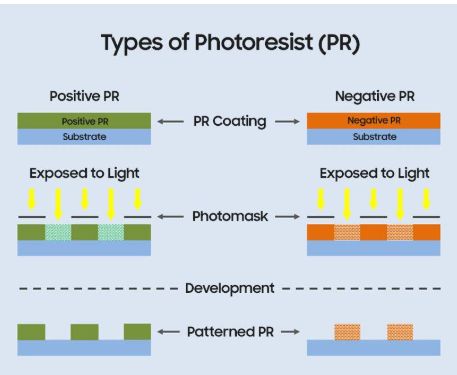 Types of Photoresist (PR)
Positive PR
Negative PR
Positive PR
PR Coating
Negative PR
Substrate
Substrate
Exposed to Light
Exposed to Light
Photomask
Development
Patterned PR